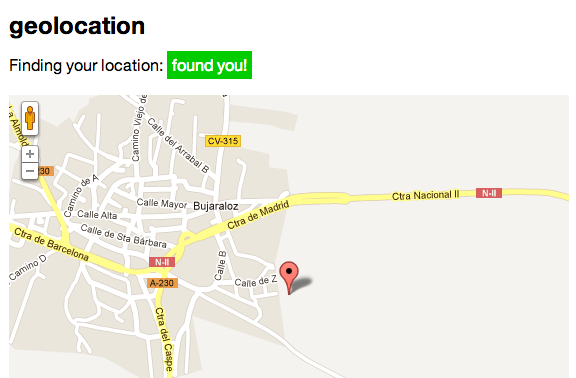 geolocation
Finding your location: found you!
La Almold
Camino Viejo de
Calle del Arrabal B
CV-315
30
Camino de A
Calle Mayor
Bujaraloz
Calle Alta
Ctra de Madrid
Ctra Nacional II
N-II
Calle de Sta Bárbara
Ctra de Barcelona
Camino D
N-II
Calle B
A-230
Calle de Z
Ctra del Caspe